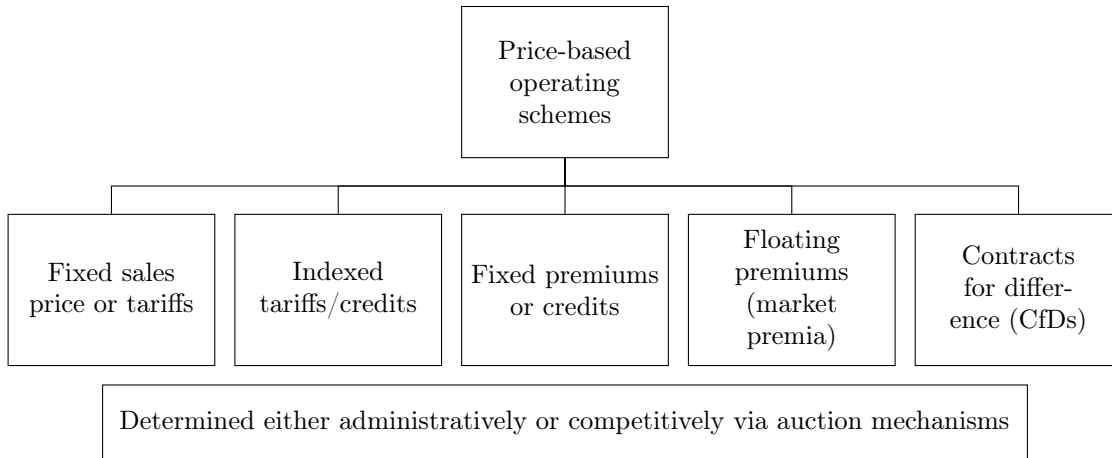 Price-based
operating
schemes
Fixed sales
price or tariffs
Indexed
tariffs/credits
Fixed premiums
or credits
Floating
premiums
(market
premia)
Contracts
for differ-
ence (CfDs)
Determined either administratively or competitively via auction mechanisms